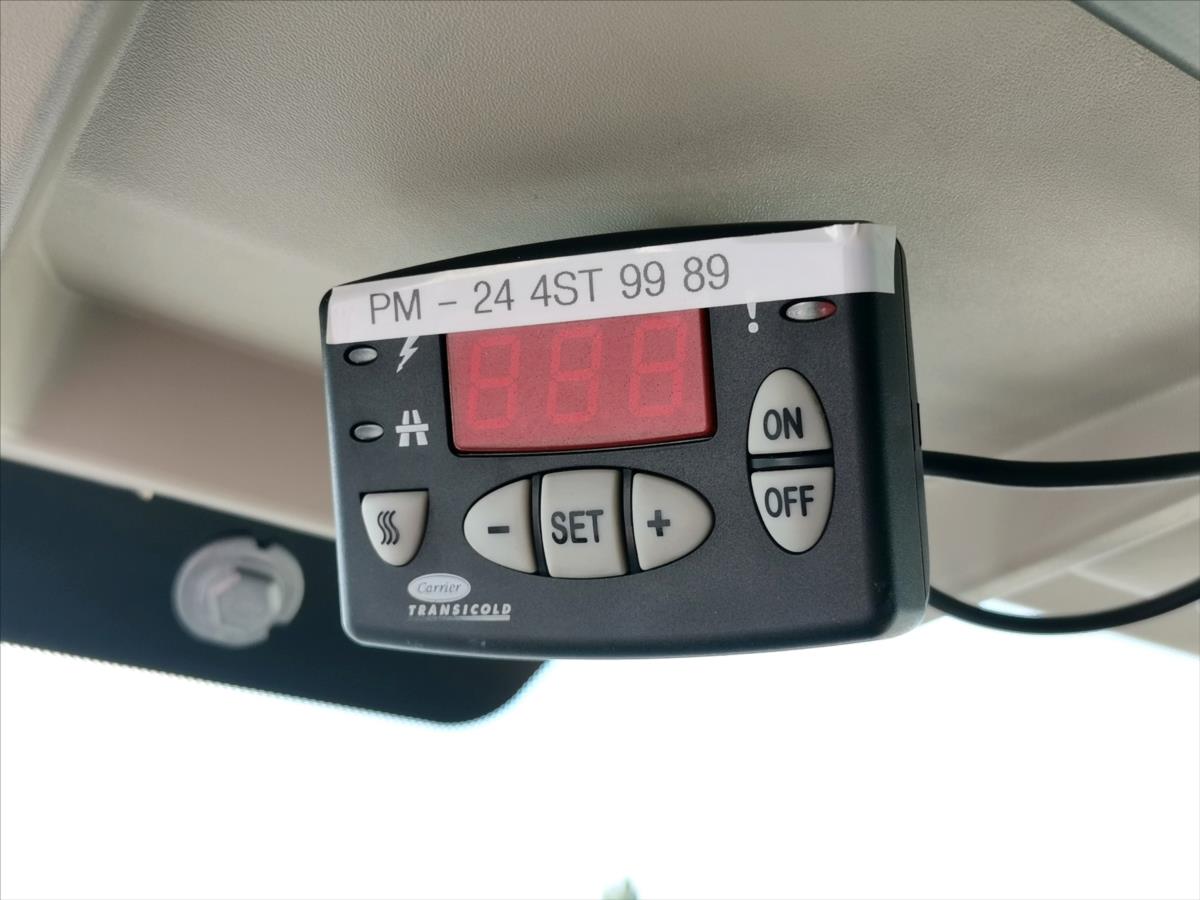 PM - 24 4ST 99 89
!
ON
OFF
- SET +
Carrier
TRANSICOLD